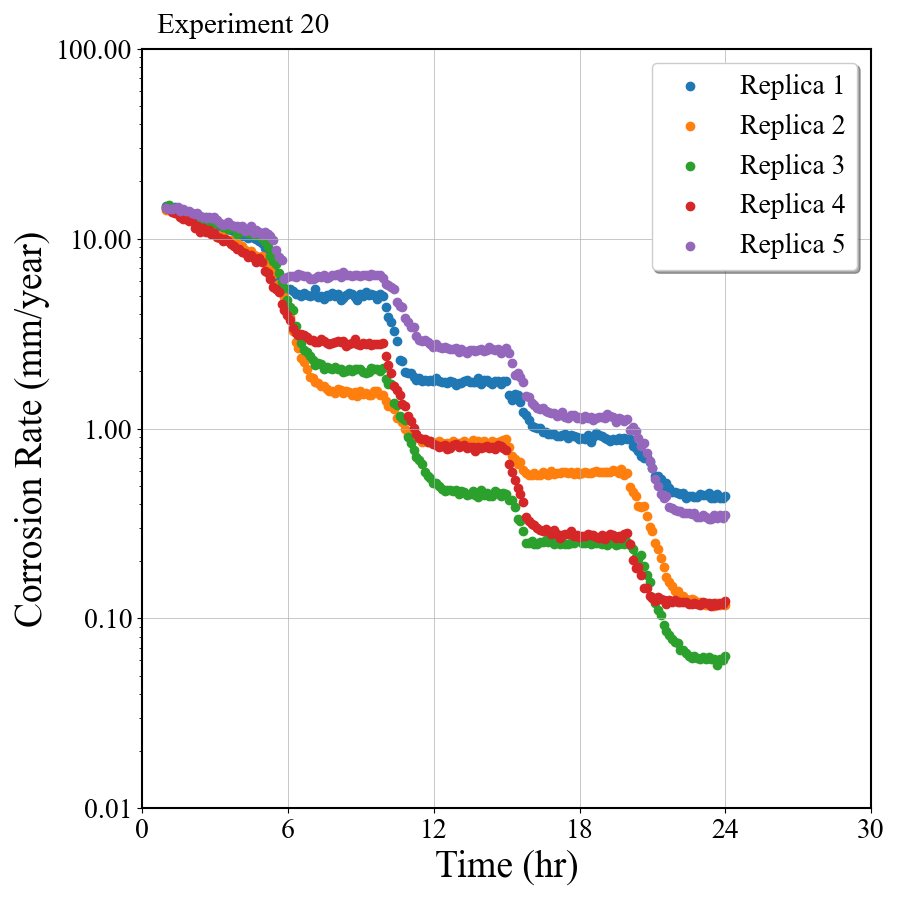 Experiment 20
100.00
10.00
1.00
0.10
0.01
Corrosion Rate (mm/year)
Replica 1
Replica 2
Replica 3
Replica 4
Replica 5
0 6 12 18 24 30
Time (hr)